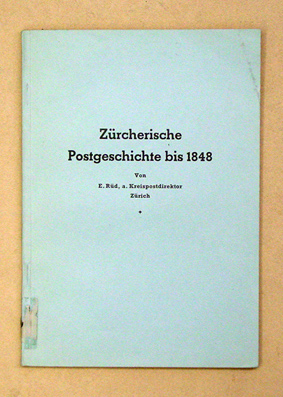 Zürcherische
Postgeschichte bis 1848
Von
E. Rüd, a. Kreispostdirektor
Zürich
*